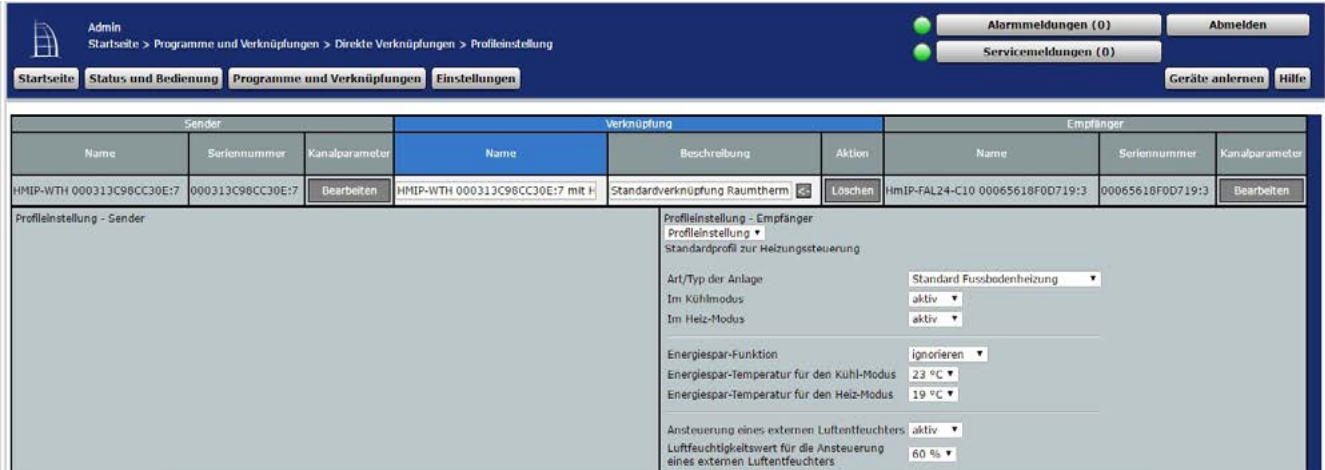 Admin
Alarmmeldungen (0)
Abmelden
Startseite > Programme und Verknüpfungen > Direkte Verknüpfungen > Profileinstellung
Servicemeldungen (0)
Startseite Status und Bedienung Programme und Verknüpfungen Einstellungen Geräte anlernen Hilfe
Sender Verknüpfung Empfänger
Name Seriennummer Kanalparameter Name Beschreibung Aktion Name Seriennummer Kanalparameter
HMIP-WTH 000313C98CC30E:7 000313C98CC30E:7 Bearbeiten HMIP-WTH 000313C98CC30E:7 mit H Standardverknüpfung Raumtherm <- Löschen HmIP-FAL24-C10 00065618F0D719:3 00065618F0D719:3 Bearbeiten
Profileinstellung - Sender
Profileinstellung - Empfänger
Profileinstellung
Standardprofil zur Heizungssteuerung
Art/Typ der Anlage Standard Fussbodenheizung
Im Kühlmodus aktiv
Im Heiz-Modus aktiv
Energiespar-Funktion ignorieren
Energiespar-Temperatur für den Kühl-Modus 23 °C
Energiespar-Temperatur für den Heiz-Modus 19 °C
Ansteuerung eines externen Luftentfeuchters aktiv
Luftfeuchtigkeitswert für die Ansteuerung
eines externen Luftentfeuchters 60 %